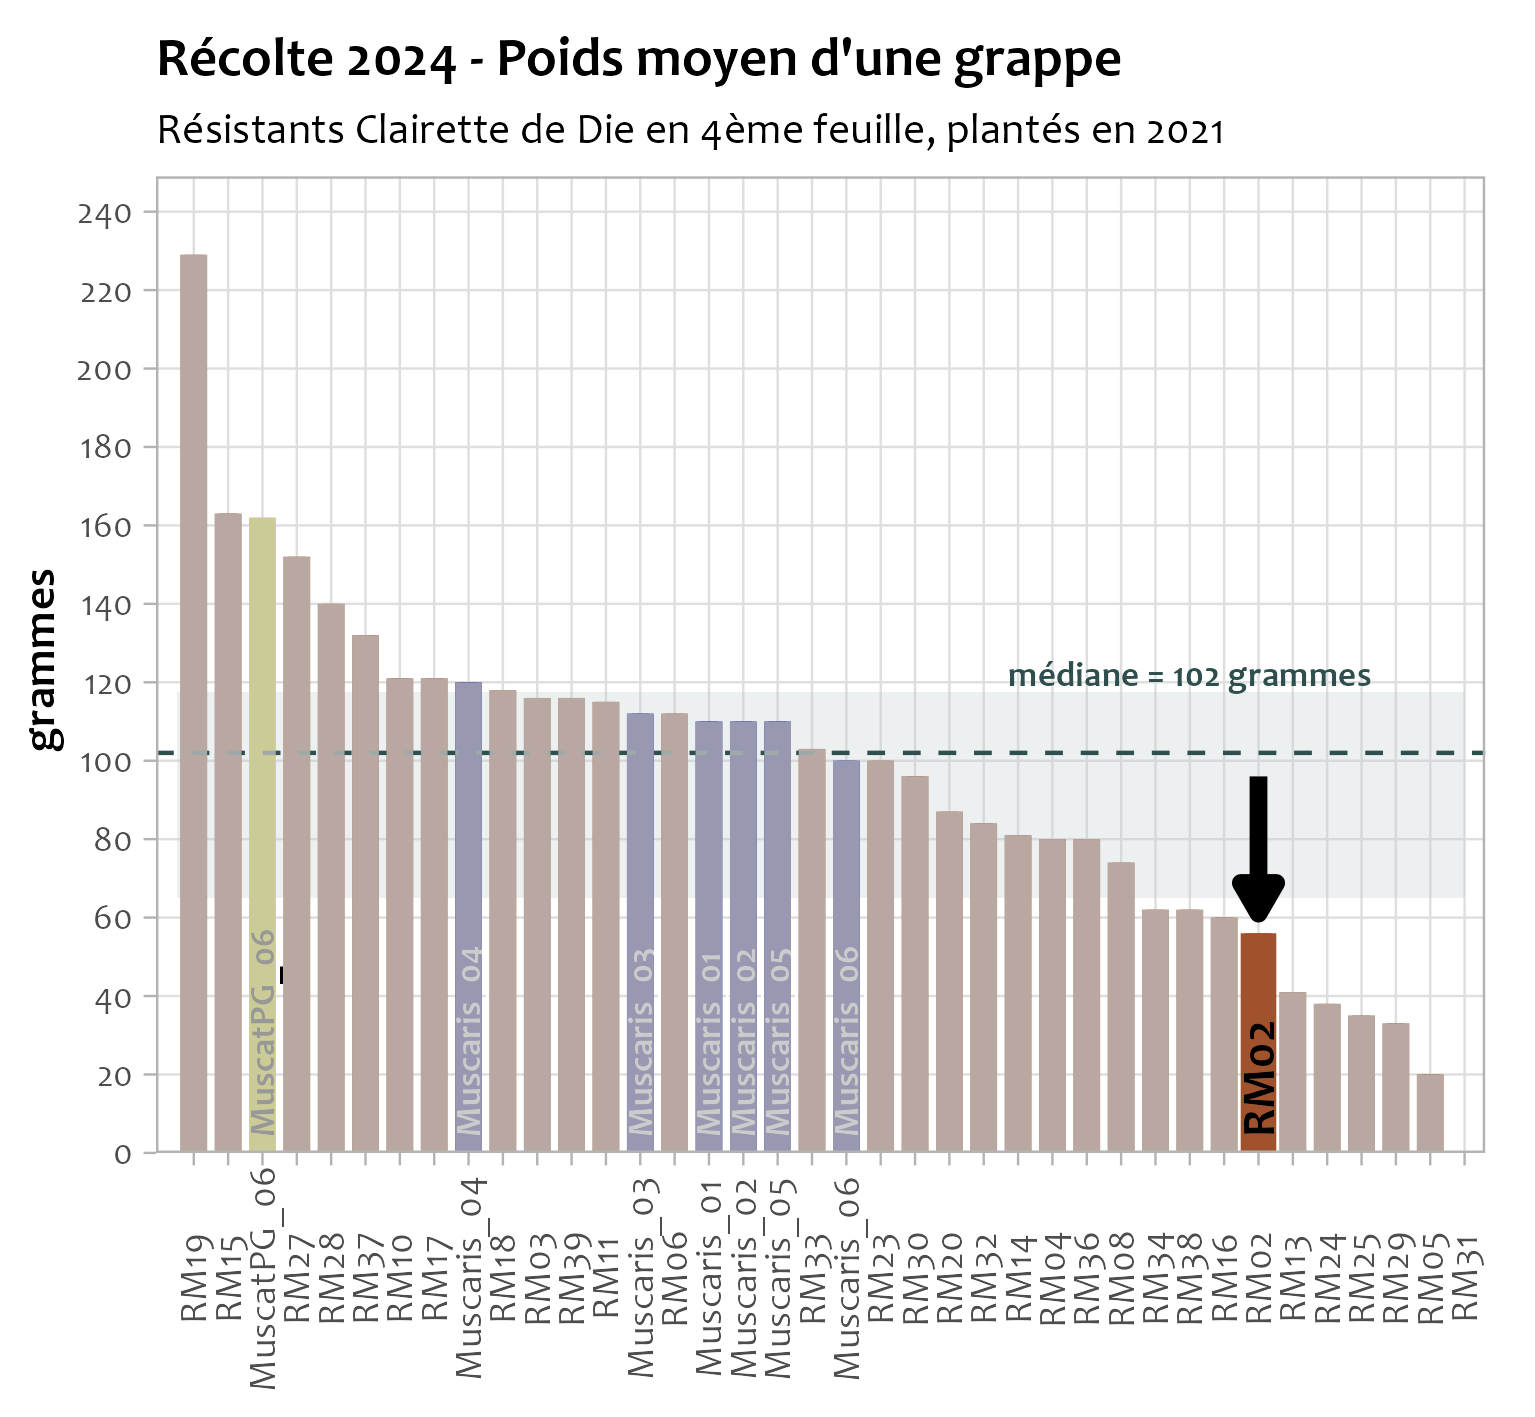 Récolte 2024 - Poids moyen d'une grappe
Résistants Clairette de Die en 4ème feuille, plantés en 2021
grammes
240
220
200
180
160
140
120
100
80
60
40
20
0
médiane = 102 grammes
MuscatPG_06
Muscaris_04
Muscaris_03
Muscaris_01
Muscaris_02
Muscaris_05
Muscaris_06
RM02
RM19
RM15
MuscatPG_06
RM27
RM28
RM37
RM10
RM17
Muscaris_04
RM18
RM03
RM39
RM11
Muscaris_03
RM06
Muscaris_01
Muscaris_02
Muscaris_05
RM33
Muscaris_06
RM23
RM30
RM20
RM32
RM14
RM04
RM36
RM08
RM34
RM38
RM16
RM02
RM13
RM24
RM25
RM29
RM05
RM31